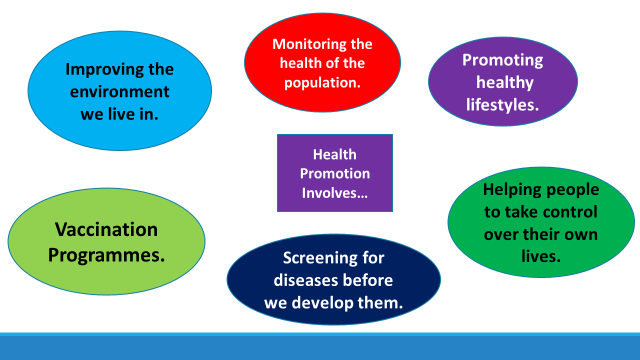 Improving the
environment
we live in.
Monitoring the
health of the
population.
Promoting
healthy
lifestyles.
Health
Promotion
Involves...
Vaccination
Programmes.
Screening for
diseases before
we develop them.
Helping people
to take control
over their own
lives.